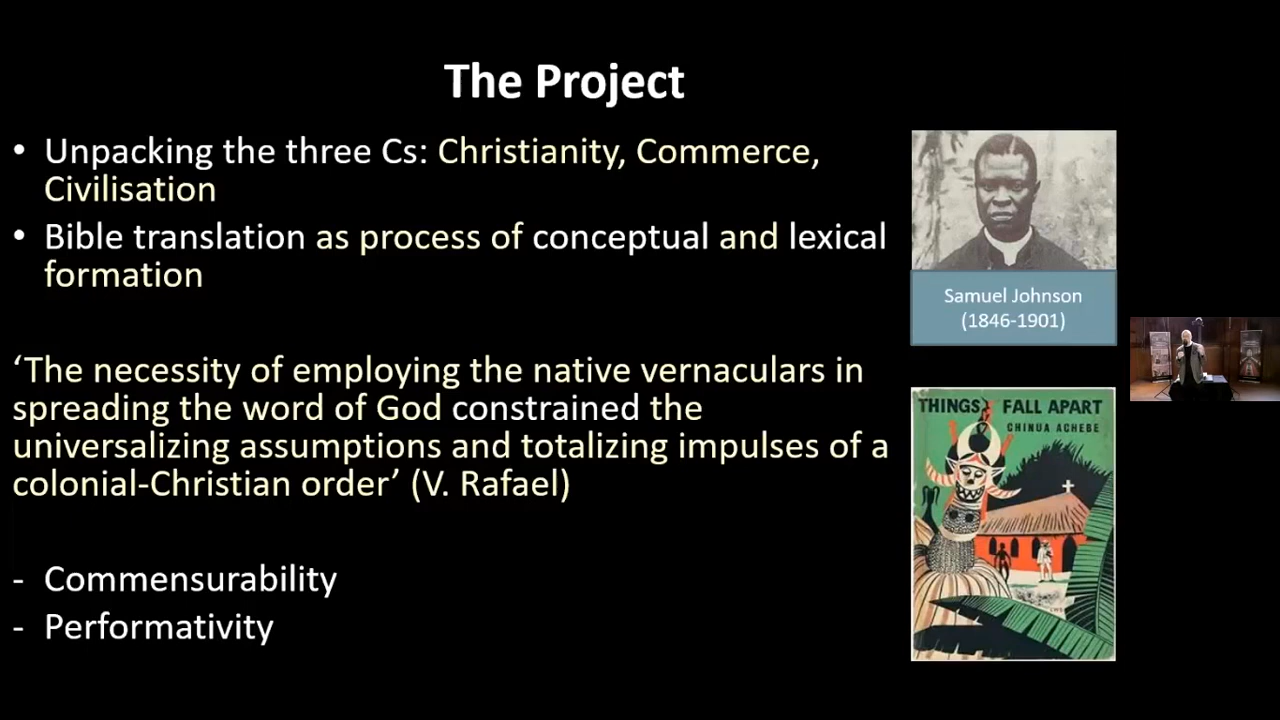 The Project
• Unpacking the three Cs: Christianity, Commerce,
Civilisation
• Bible translation as process of conceptual and lexical
formation
‘The necessity of employing the native vernaculars in
spreading the word of God constrained the
universalizing assumptions and totalizing impulses of a
colonial-Christian order’ (V. Rafael)
- Commensurability
- Performativity
Samuel Johnson
(1846-1901)
THINGS FALL APART
CHINUA ACHEBE